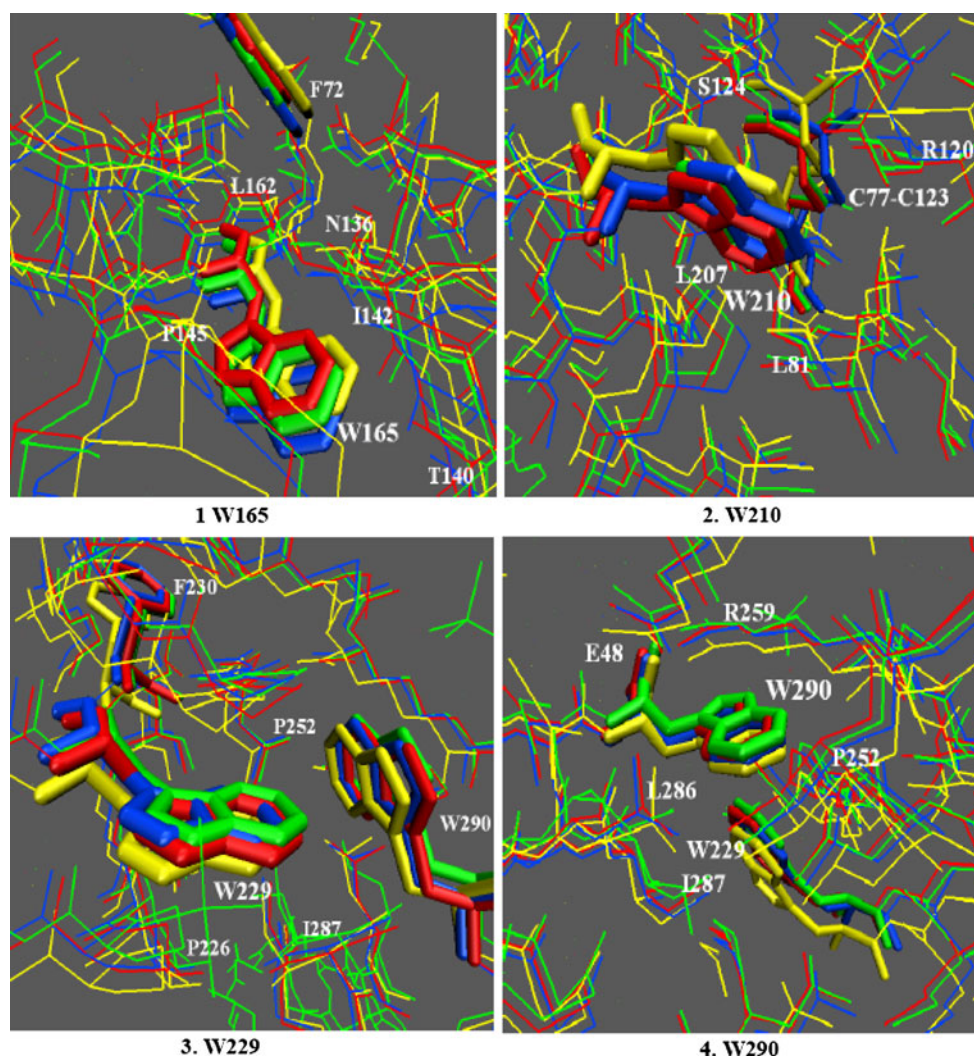 F72
L162
N136
I142
P145
W165
T140
1 W165
S124
R120
C77-C123
L207
W210
L81
2. W210
F230
P252
W290
W229
I287
P226
3. W229
R259
E48
W290
P252
L286
W229
I287
4. W290